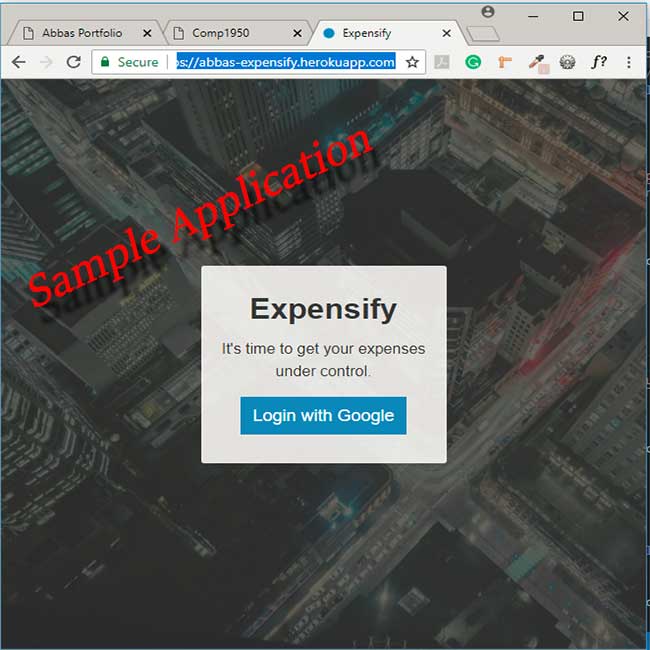 Abbas Portfolio
Comp1950
Expensify
Secure
ps://abbas-expensify.herokuapp.com
f?
Sample Application
Expensify
It's time to get your expenses
under control.
Login with Google